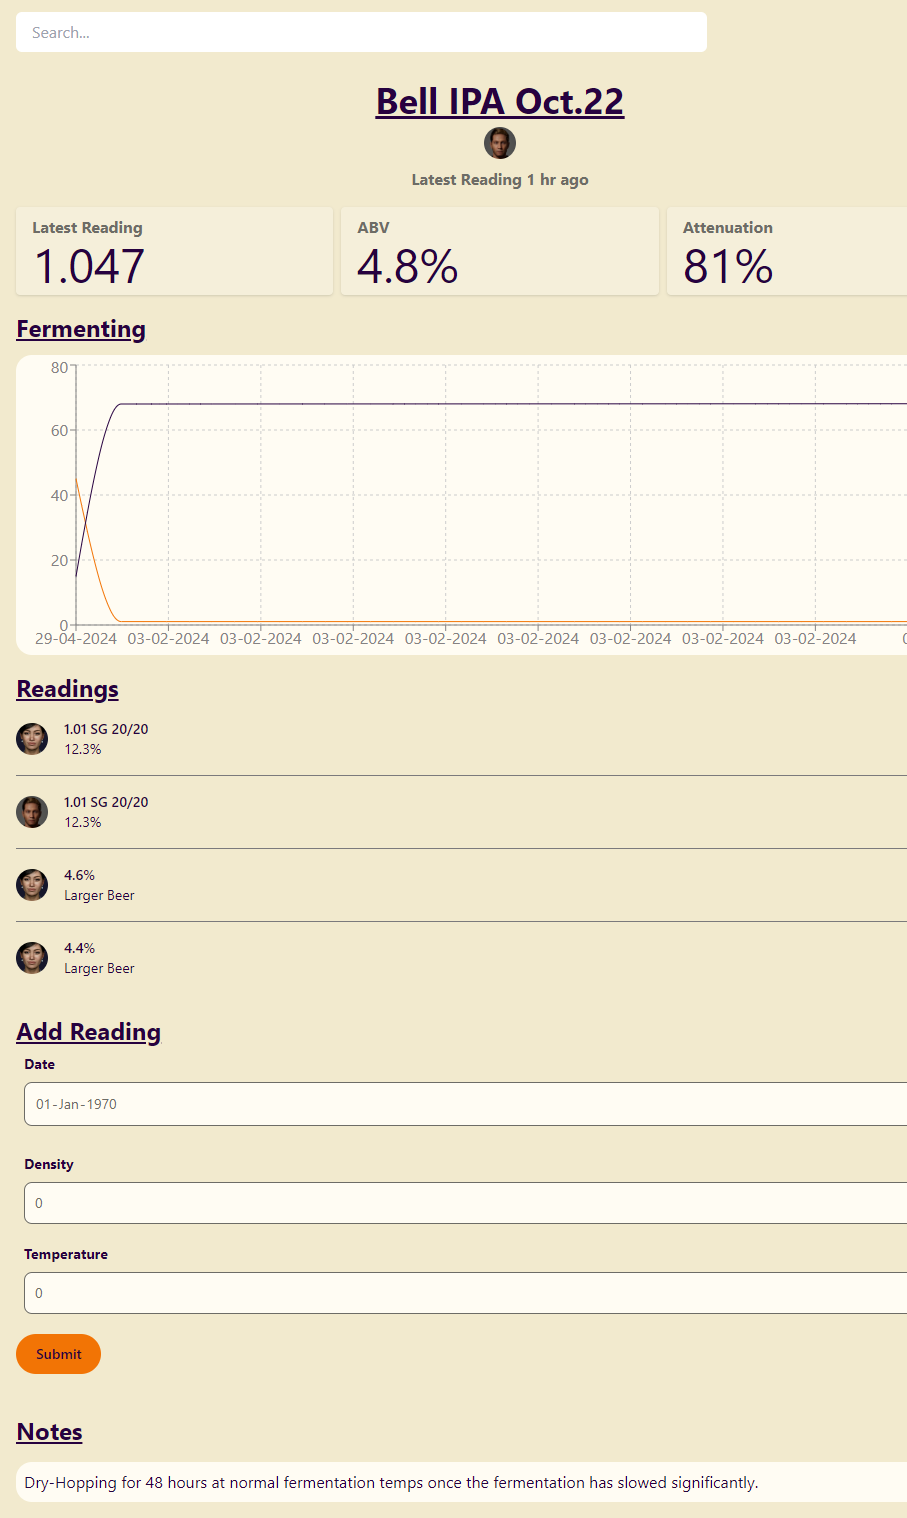 Search...
Bell IPA Oct.22
Latest Reading 1 hr ago
Latest Reading
1.047
ABV
4.8%
Attenuation
81%
Fermenting
80
60
40
20
0
29-04-2024 03-02-2024 03-02-2024 03-02-2024 03-02-2024 03-02-2024 03-02-2024 03-02-2024 03-02-2024
Readings
1.01 SG 20/20
12.3%
1.01 SG 20/20
12.3%
4.6%
Larger Beer
4.4%
Larger Beer
Add Reading
Date
01-Jan-1970
Density
0
Temperature
0
Submit
Notes
Dry-Hopping for 48 hours at normal fermentation temps once the fermentation has slowed significantly.